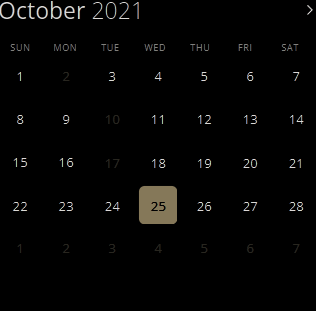 October 2021 >
SUN MON TUE WED THU FRI SAT
1 2 3 4 5 6 7
8 9 10 11 12 13 14
15 16 17 18 19 20 21
22 23 24 25 26 27 28
1 2 3 4 5 6 7